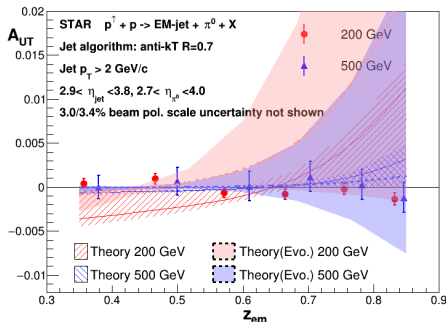 0.02
A_UT
STAR p↑ + p -> EM-jet + π⁰ + X
200 GeV
Jet algorithm: anti-kT R=0.7
500 GeV
0.015
Jet p_T > 2 GeV/c
2.9< η_jet <3.8, 2.7< η_π⁰ <4.0
0.01
3.0/3.4% beam pol. scale uncertainty not shown
0.005
0
−0.005
Theory 200 GeV Theory(Evo.) 200 GeV
Theory 500 GeV Theory(Evo.) 500 GeV
−0.01
0.3 0.4 0.5 0.6 0.7 0.8 0.9
z_em